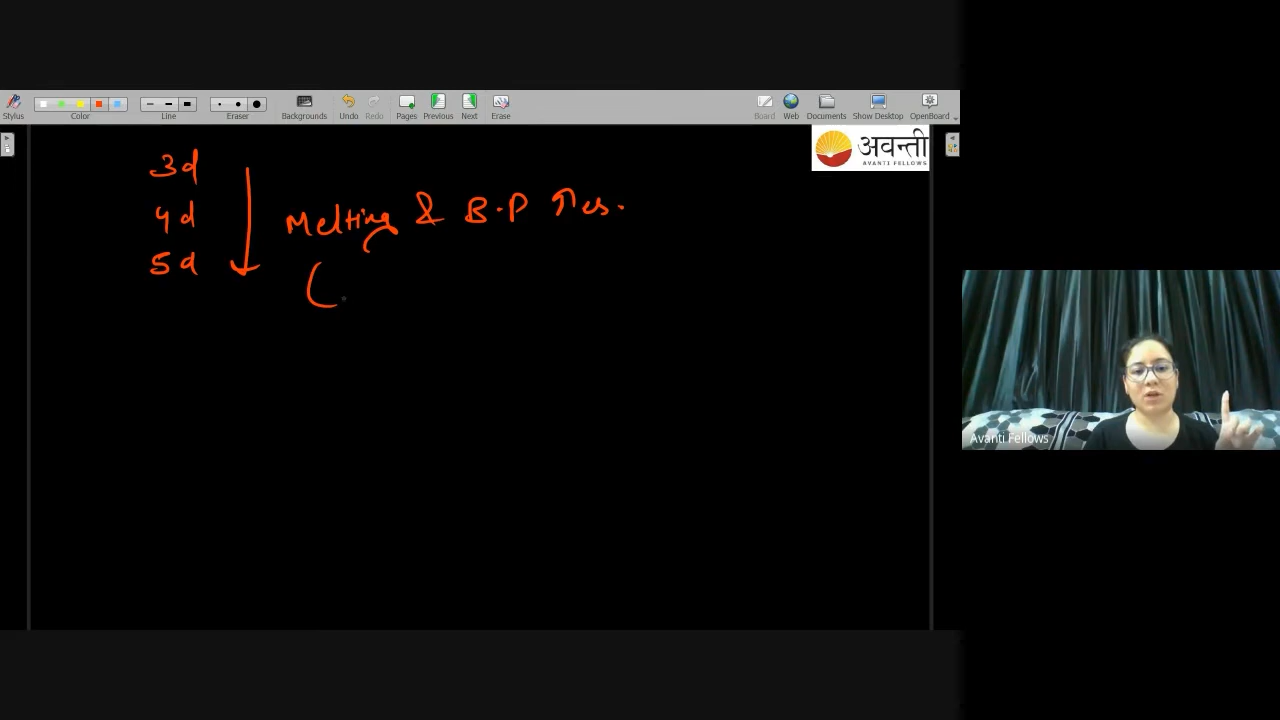 Stylus
Color
Line
Eraser
Backgrounds
Undo
Redo
Pages
Previous
Next
Erase
Board
Web
Documents
Show Desktop
OpenBoard
अवन्ती
AVANTI FELLOWS
3d
4d
5d
Melting & B.P ↑es.
(
Avanti Fellows